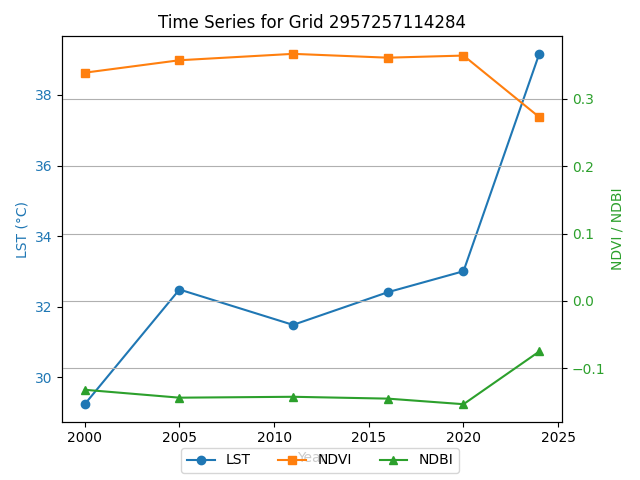 Time Series for Grid 2957257114284
LST (°C)
38
36
34
32
30
0.3
0.2
0.1
0.0
−0.1
NDVI / NDBI
2000 2005 2010 2015 2020 2025
Year
LST NDVI NDBI